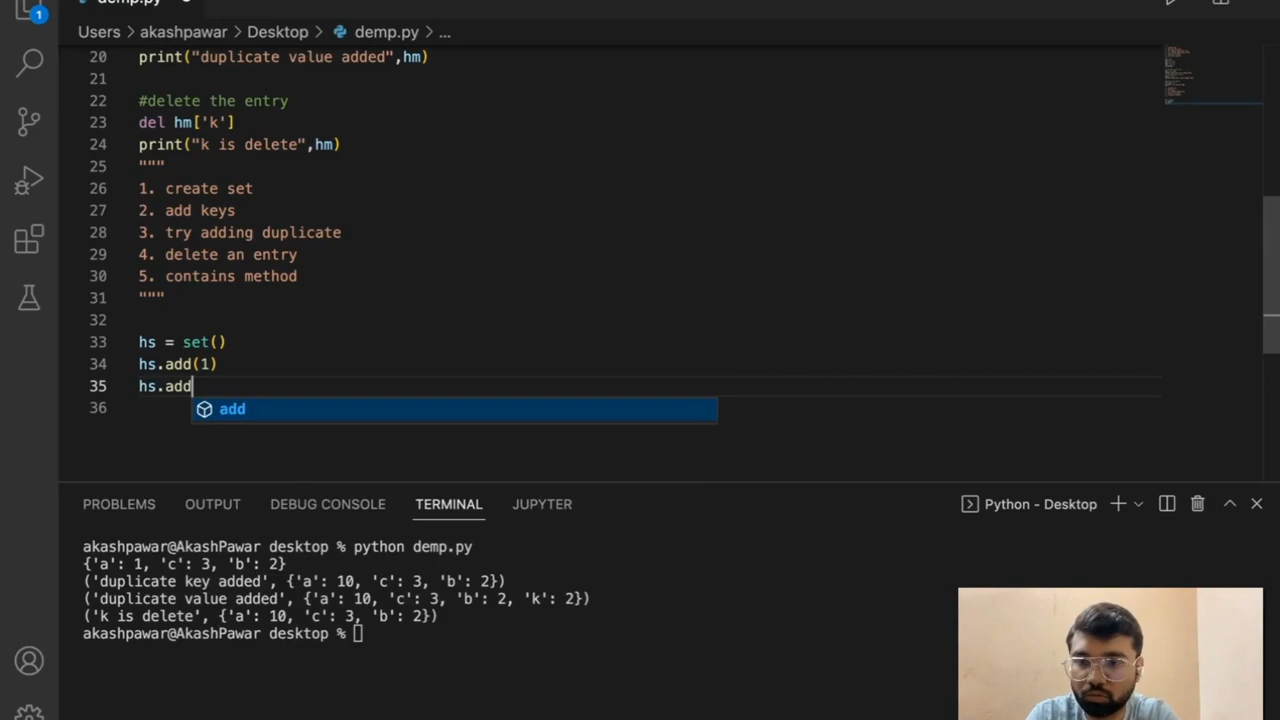 demp.py
1
Users > akashpawar > Desktop > demp.py > ...
20 print("duplicate value added",hm)
21
22 #delete the entry
23 del hm['k']
24 print("k is delete",hm)
25 """
26 1. create set
27 2. add keys
28 3. try adding duplicate
29 4. delete an entry
30 5. contains method
31 """
32
33 hs = set()
34 hs.add(1)
35 hs.add
add
36
PROBLEMS OUTPUT DEBUG CONSOLE TERMINAL JUPYTER Python - Desktop
akashpawar@AkashPawar desktop % python demp.py
{'a': 1, 'c': 3, 'b': 2}
('duplicate key added', {'a': 10, 'c': 3, 'b': 2})
('duplicate value added', {'a': 10, 'c': 3, 'b': 2, 'k': 2})
('k is delete', {'a': 10, 'c': 3, 'b': 2})
akashpawar@AkashPawar desktop %